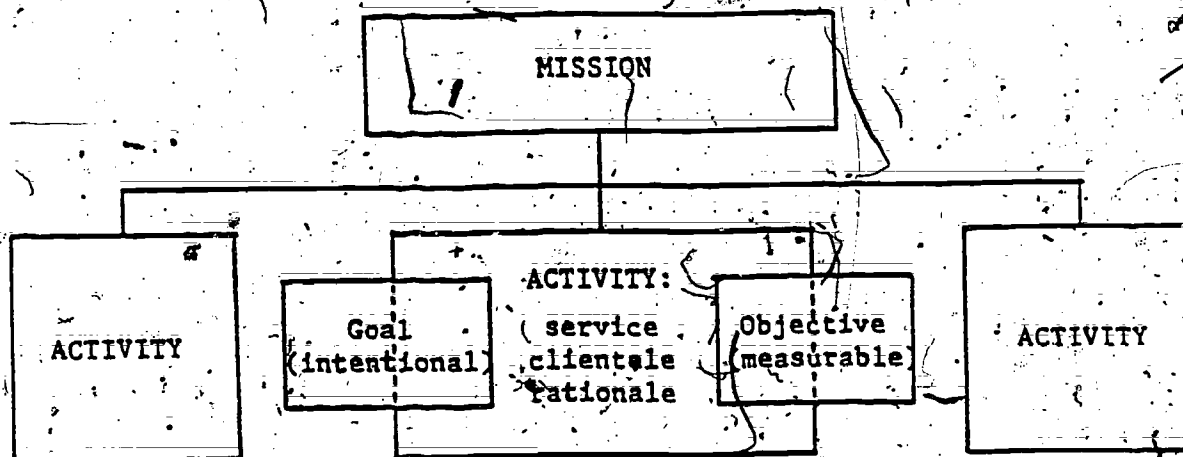 MISSION
ACTIVITY
Goal
(intentional)
ACTIVITY:
service
clientele
rationale
Objective
(measurable)
ACTIVITY